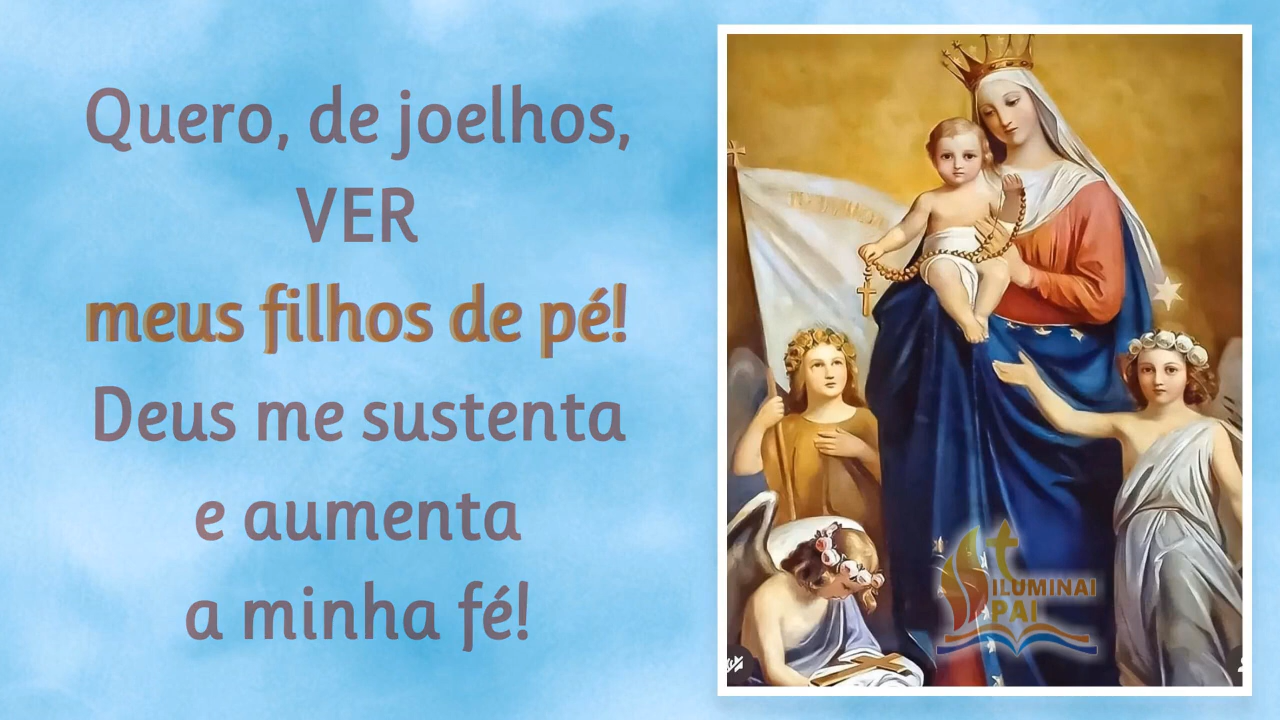 Quero, de joelhos,
VER
meus filhos de pé!
Deus me sustenta
e aumenta
a minha fé!
ILUMINAI
PAI